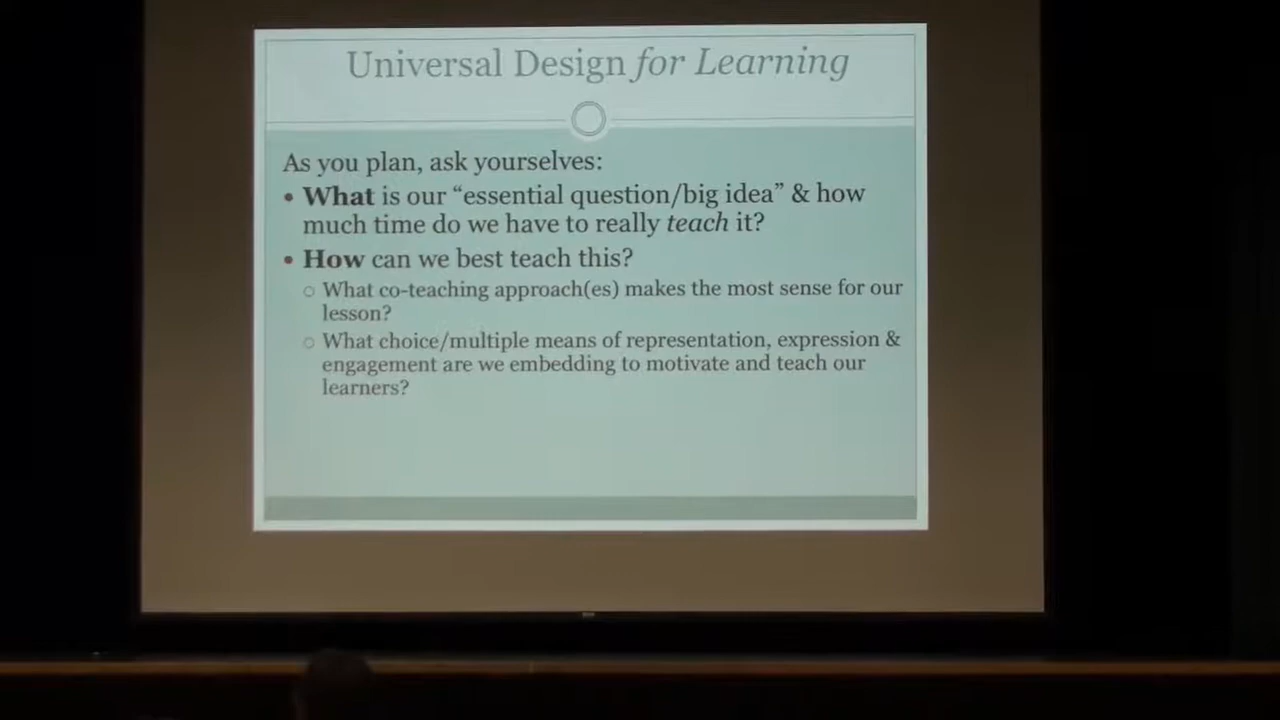 Universal Design for Learning
As you plan, ask yourselves:
• What is our “essential question/big idea” & how
much time do we have to really teach it?
• How can we best teach this?
○ What co-teaching approach(es) makes the most sense for our
lesson?
○ What choice/multiple means of representation, expression &
engagement are we embedding to motivate and teach our
learners?